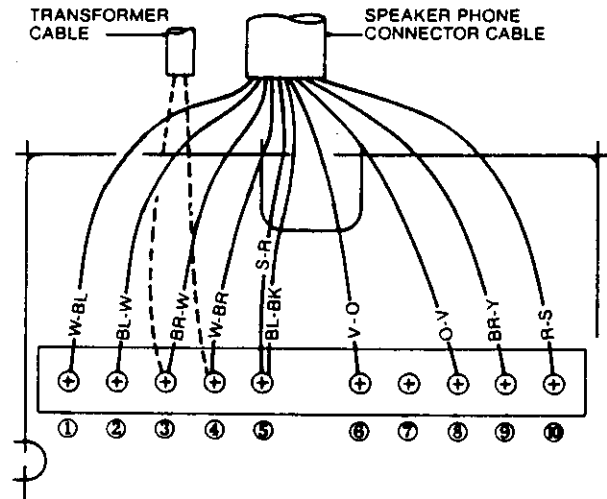 TRANSFORMER
CABLE
SPEAKER PHONE
CONNECTOR CABLE
W-BL
BL-W
BR-W
W-BR
S-R
BL-BK
V-O
O-V
BR-Y
R-S
① ② ③ ④ ⑤ ⑥ ⑦ ⑧ ⑨ ⑩